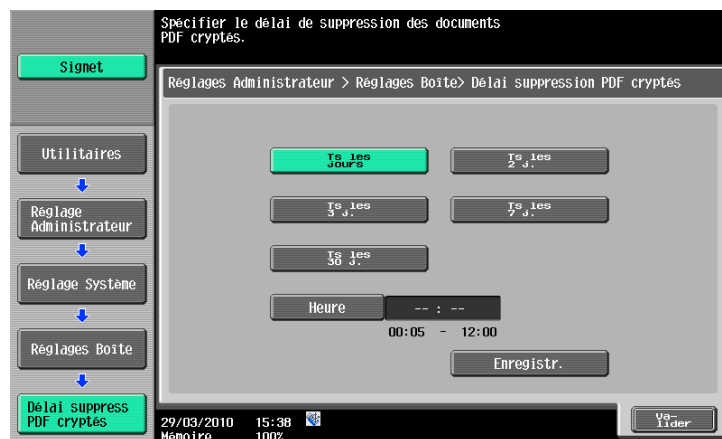 Spécifier le délai de suppression des documents
PDF cryptés.
Signet
Réglages Administrateur > Réglages Boîte> Délai suppression PDF cryptés
Utilitaires
Réglage
Administrateur
Réglage Système
Réglages Boîte
Délai suppress
PDF cryptés
Ts les
Jours
Ts les
2 J.
Ts les
3 J.
Ts les
7 J.
Ts les
30 J.
Heure
-- : --
00:05 - 12:00
Enregistr.
29/03/2010 15:38
Mémoire 100%
Va-
lider